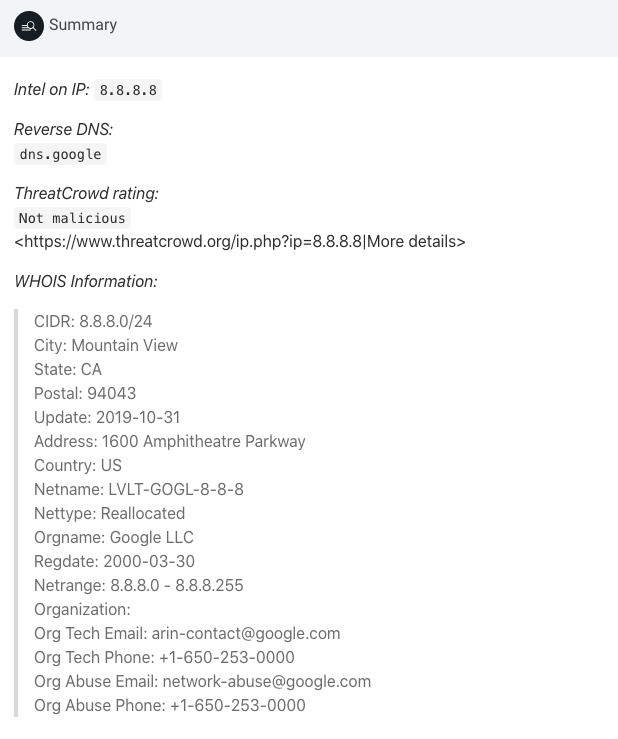 Summary
Intel on IP: 8.8.8.8
Reverse DNS:
dns.google
ThreatCrowd rating:
Not malicious
<https://www.threatcrowd.org/ip.php?ip=8.8.8.8|More details>
WHOIS Information:
CIDR: 8.8.8.0/24
City: Mountain View
State: CA
Postal: 94043
Update: 2019-10-31
Address: 1600 Amphitheatre Parkway
Country: US
Netname: LVLT-GOGL-8-8-8
Nettype: Reallocated
Orgname: Google LLC
Regdate: 2000-03-30
Netrange: 8.8.8.0 - 8.8.8.255
Organization:
Org Tech Email: arin-contact@google.com
Org Tech Phone: +1-650-253-0000
Org Abuse Email: network-abuse@google.com
Org Abuse Phone: +1-650-253-0000